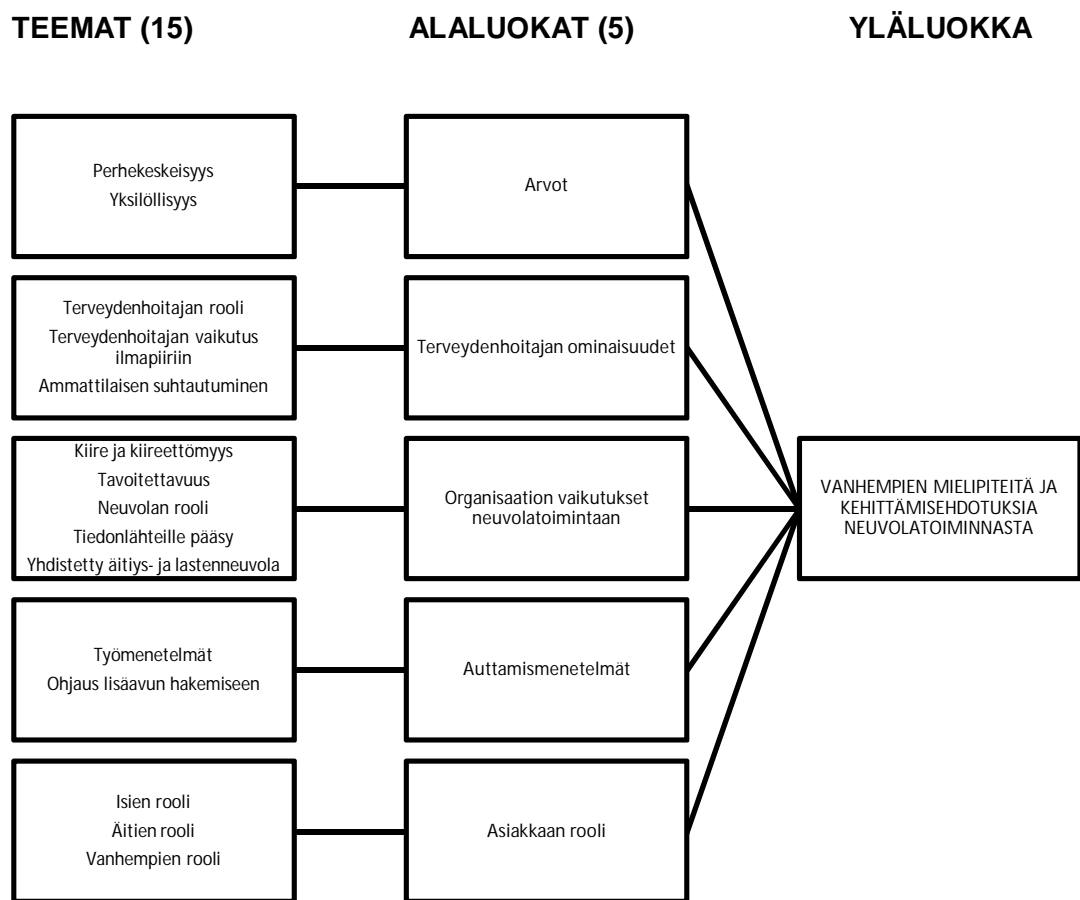 TEEMAT (15)
ALALUOKAT (5)
YLÄLUOKKA
Perhekeskeisyys
Yksilöllisyys
Arvot
Terveydenhoitajan rooli
Terveydenhoitajan vaikutus
ilmapiiriin
Ammattilaisen suhtautuminen
Terveydenhoitajan ominaisuudet
Kiire ja kiireettömyys
Tavoitettavuus
Neuvolan rooli
Tiedonlähteille pääsy
Yhdistetty äitiys- ja lastenneuvola
Organisaation vaikutukset
neuvolatoimintaan
VANHEMPIEN MIELIPITEITÄ JA
KEHITTÄMISEHDOTUKSIA
NEUVOLATOIMINNASTA
Työmenetelmät
Ohjaus lisäavun hakemiseen
Auttamismenetelmät
Isien rooli
Äitien rooli
Vanhempien rooli
Asiakkaan rooli